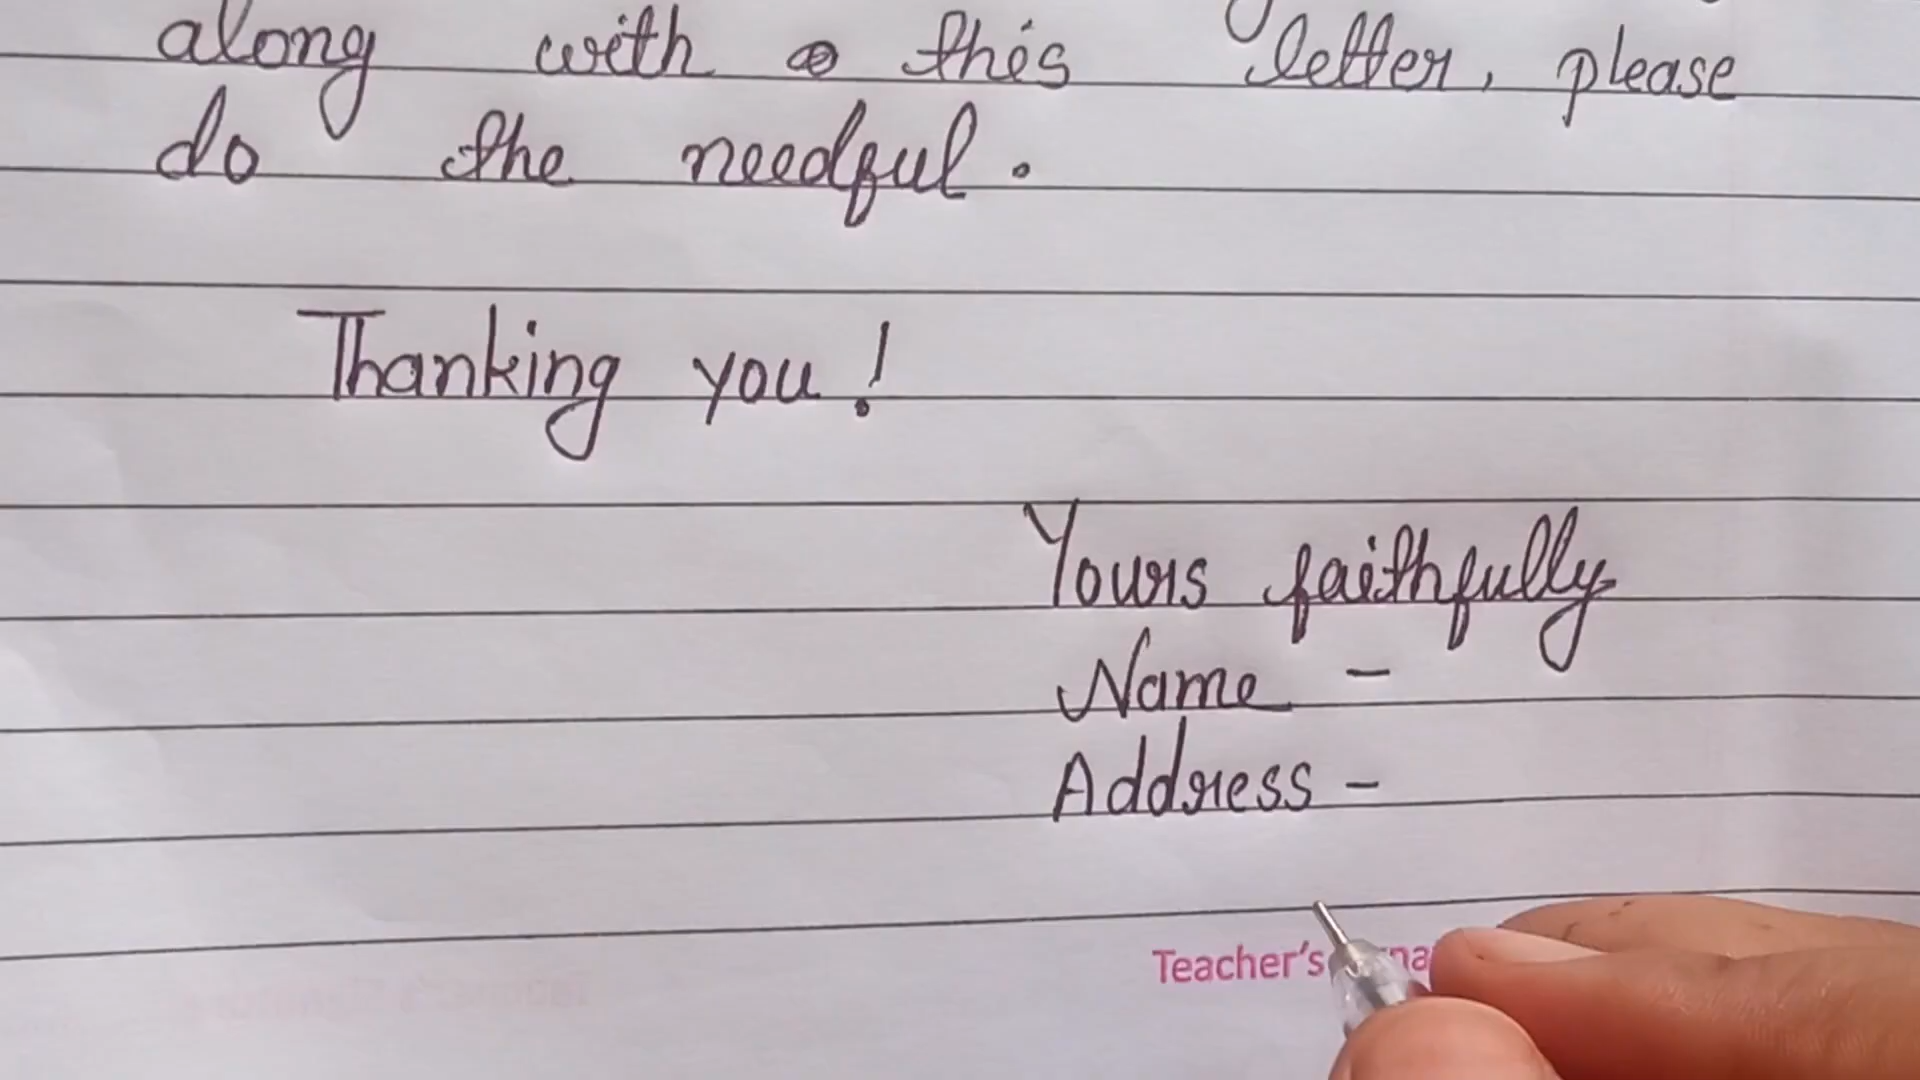 along with this letter, please
do the needful.
Thanking you!
Yours faithfully
Name -
Address -
Teacher's